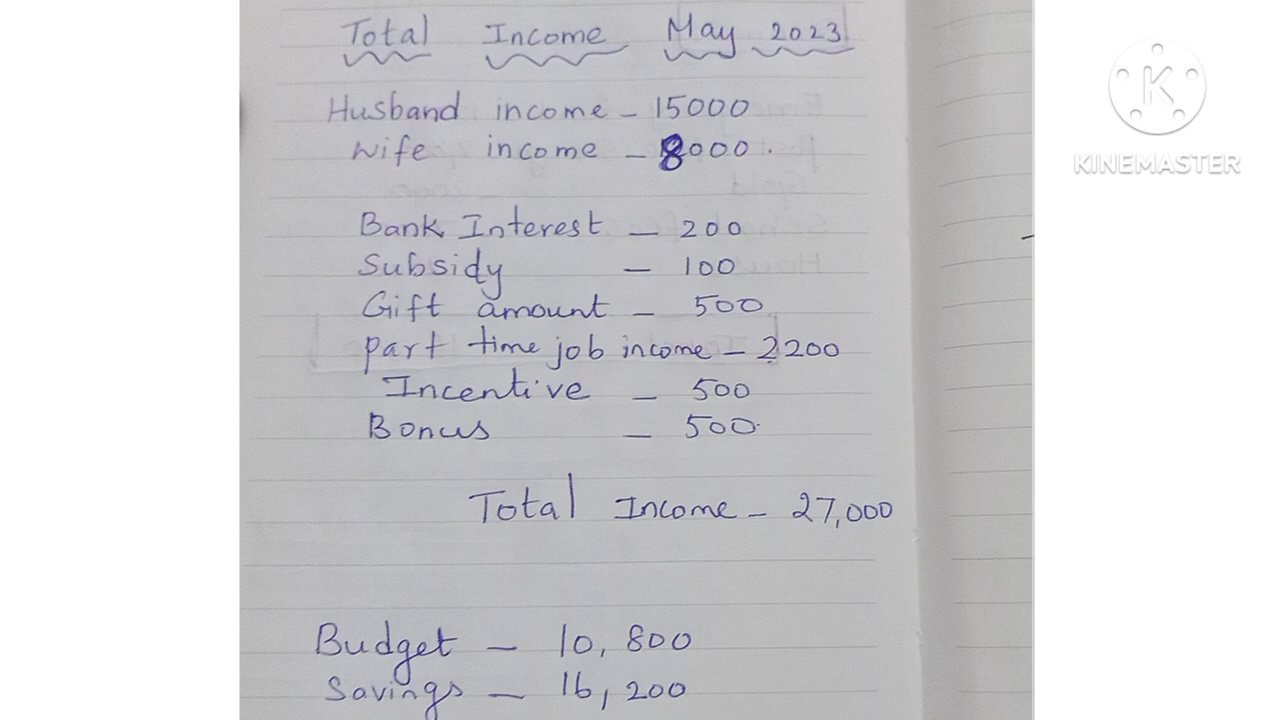 Total Income May 2023
Husband income - 15000
Wife income - 8000.
Bank Interest - 200
Subsidy - 100
Gift amount - 500
part time job income - 2200
Incentive - 500
Bonus - 500.
Total Income - 27,000
Budget - 10,800
Savings - 16,200
K
KINEMASTER